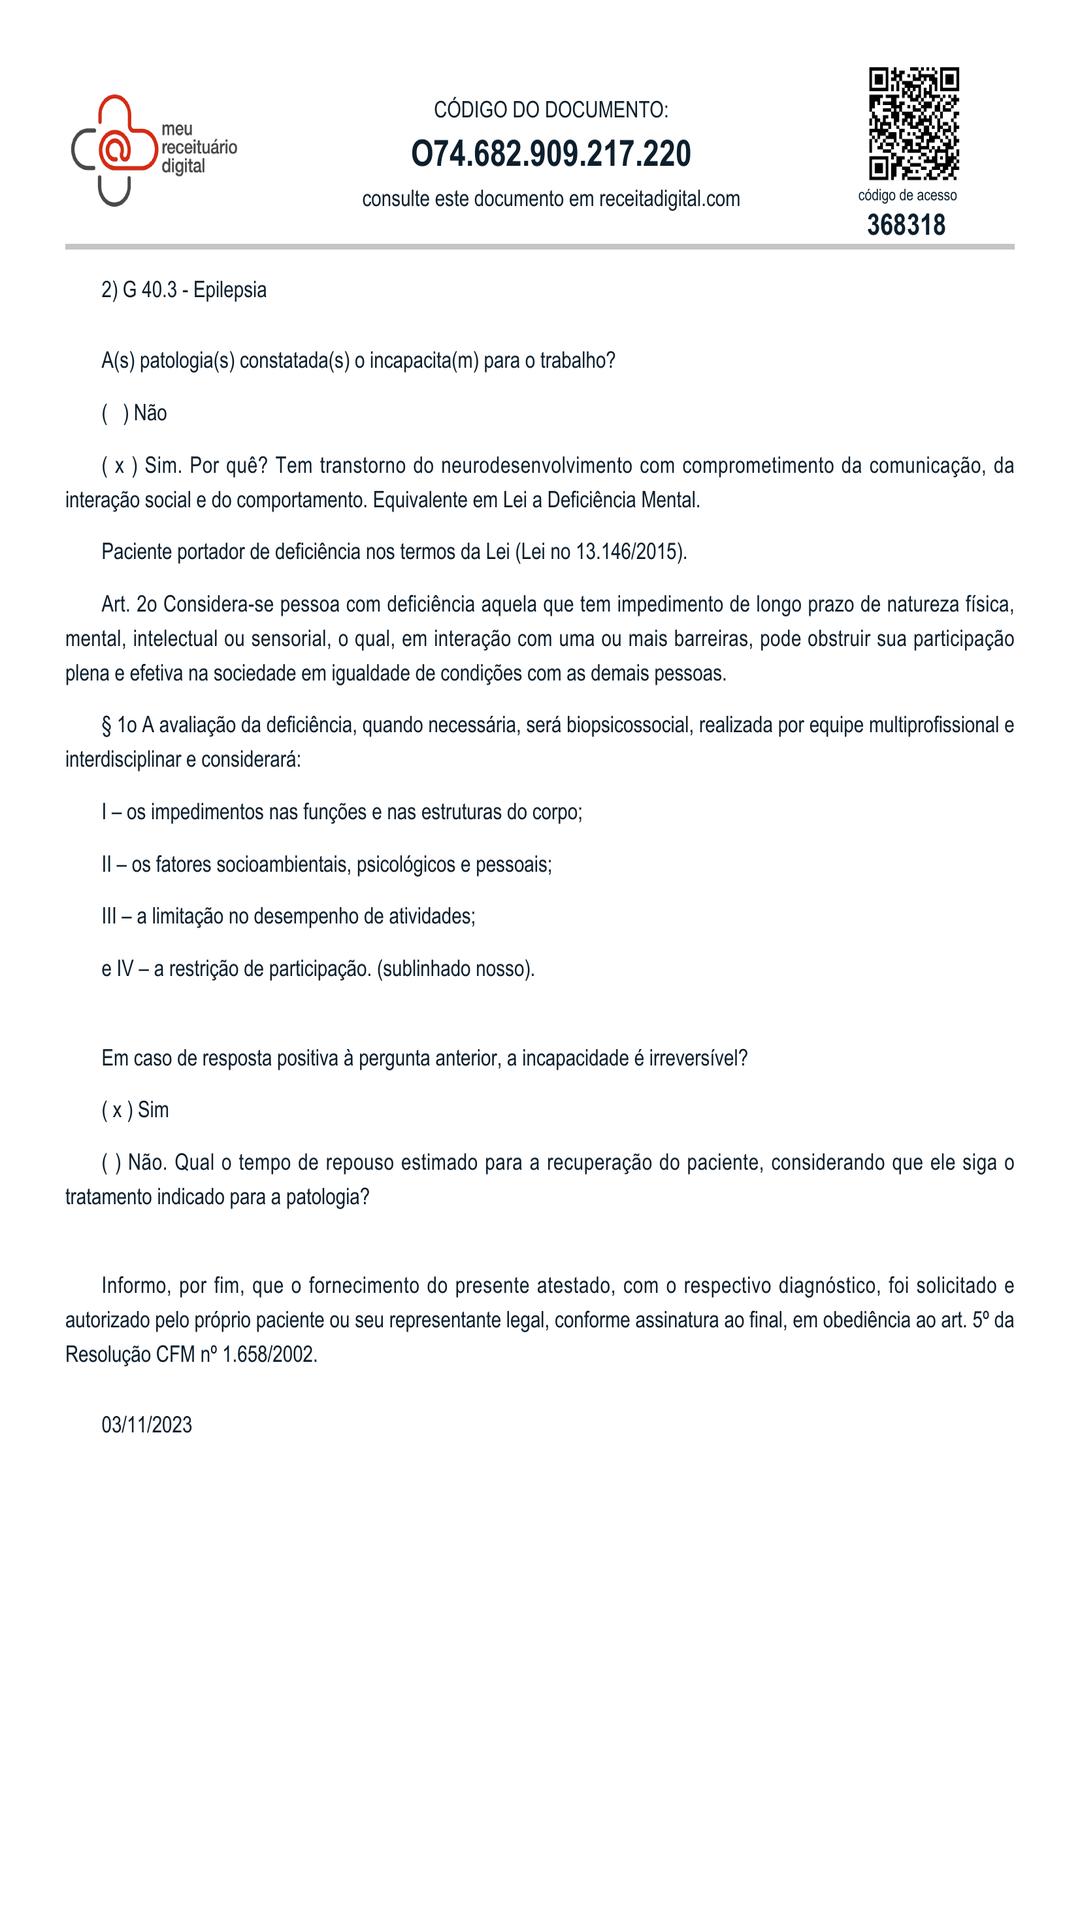 meu
receituário
digital
CÓDIGO DO DOCUMENTO:
O74.682.909.217.220
consulte este documento em receitadigital.com
código de acesso
368318
2) G 40.3 - Epilepsia
A(s) patologia(s) constatada(s) o incapacita(m) para o trabalho?
(   ) Não
( x ) Sim. Por quê? Tem transtorno do neurodesenvolvimento com comprometimento da comunicação, da
interação social e do comportamento. Equivalente em Lei a Deficiência Mental.
Paciente portador de deficiência nos termos da Lei (Lei no 13.146/2015).
Art. 2o Considera-se pessoa com deficiência aquela que tem impedimento de longo prazo de natureza física,
mental, intelectual ou sensorial, o qual, em interação com uma ou mais barreiras, pode obstruir sua participação
plena e efetiva na sociedade em igualdade de condições com as demais pessoas.
§ 1o A avaliação da deficiência, quando necessária, será biopsicossocial, realizada por equipe multiprofissional e
interdisciplinar e considerará:
I – os impedimentos nas funções e nas estruturas do corpo;
II – os fatores socioambientais, psicológicos e pessoais;
III – a limitação no desempenho de atividades;
e IV – a restrição de participação. (sublinhado nosso).
Em caso de resposta positiva à pergunta anterior, a incapacidade é irreversível?
( x ) Sim
( ) Não. Qual o tempo de repouso estimado para a recuperação do paciente, considerando que ele siga o
tratamento indicado para a patologia?
Informo, por fim, que o fornecimento do presente atestado, com o respectivo diagnóstico, foi solicitado e
autorizado pelo próprio paciente ou seu representante legal, conforme assinatura ao final, em obediência ao art. 5º da
Resolução CFM nº 1.658/2002.
03/11/2023